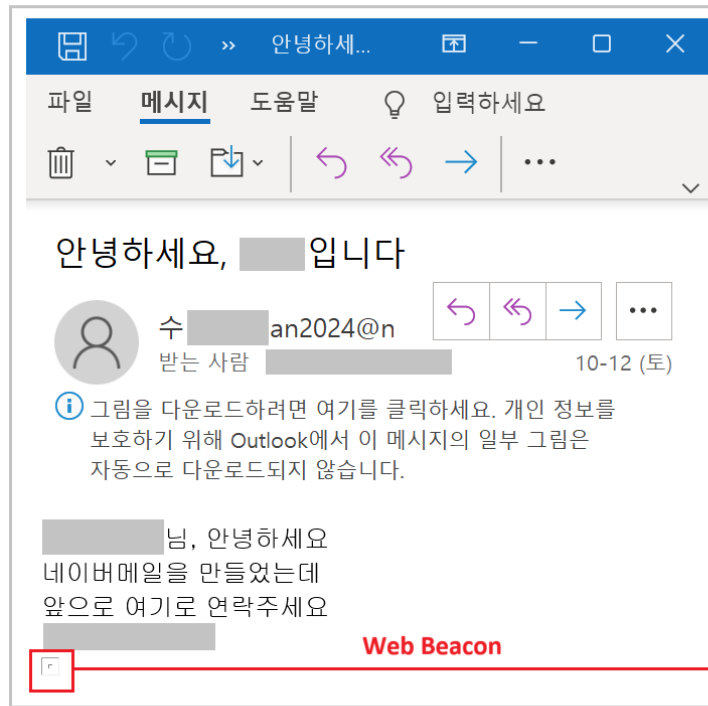 안녕하세...
파일 메시지 도움말 입력하세요
안녕하세요, 입니다
수 an2024@n
받는 사람 10-12 (토)
그림을 다운로드하려면 여기를 클릭하세요. 개인 정보를
보호하기 위해 Outlook에서 이 메시지의 일부 그림은
자동으로 다운로드되지 않습니다.
님, 안녕하세요
네이버메일을 만들었는데
앞으로 여기로 연락주세요
Web Beacon